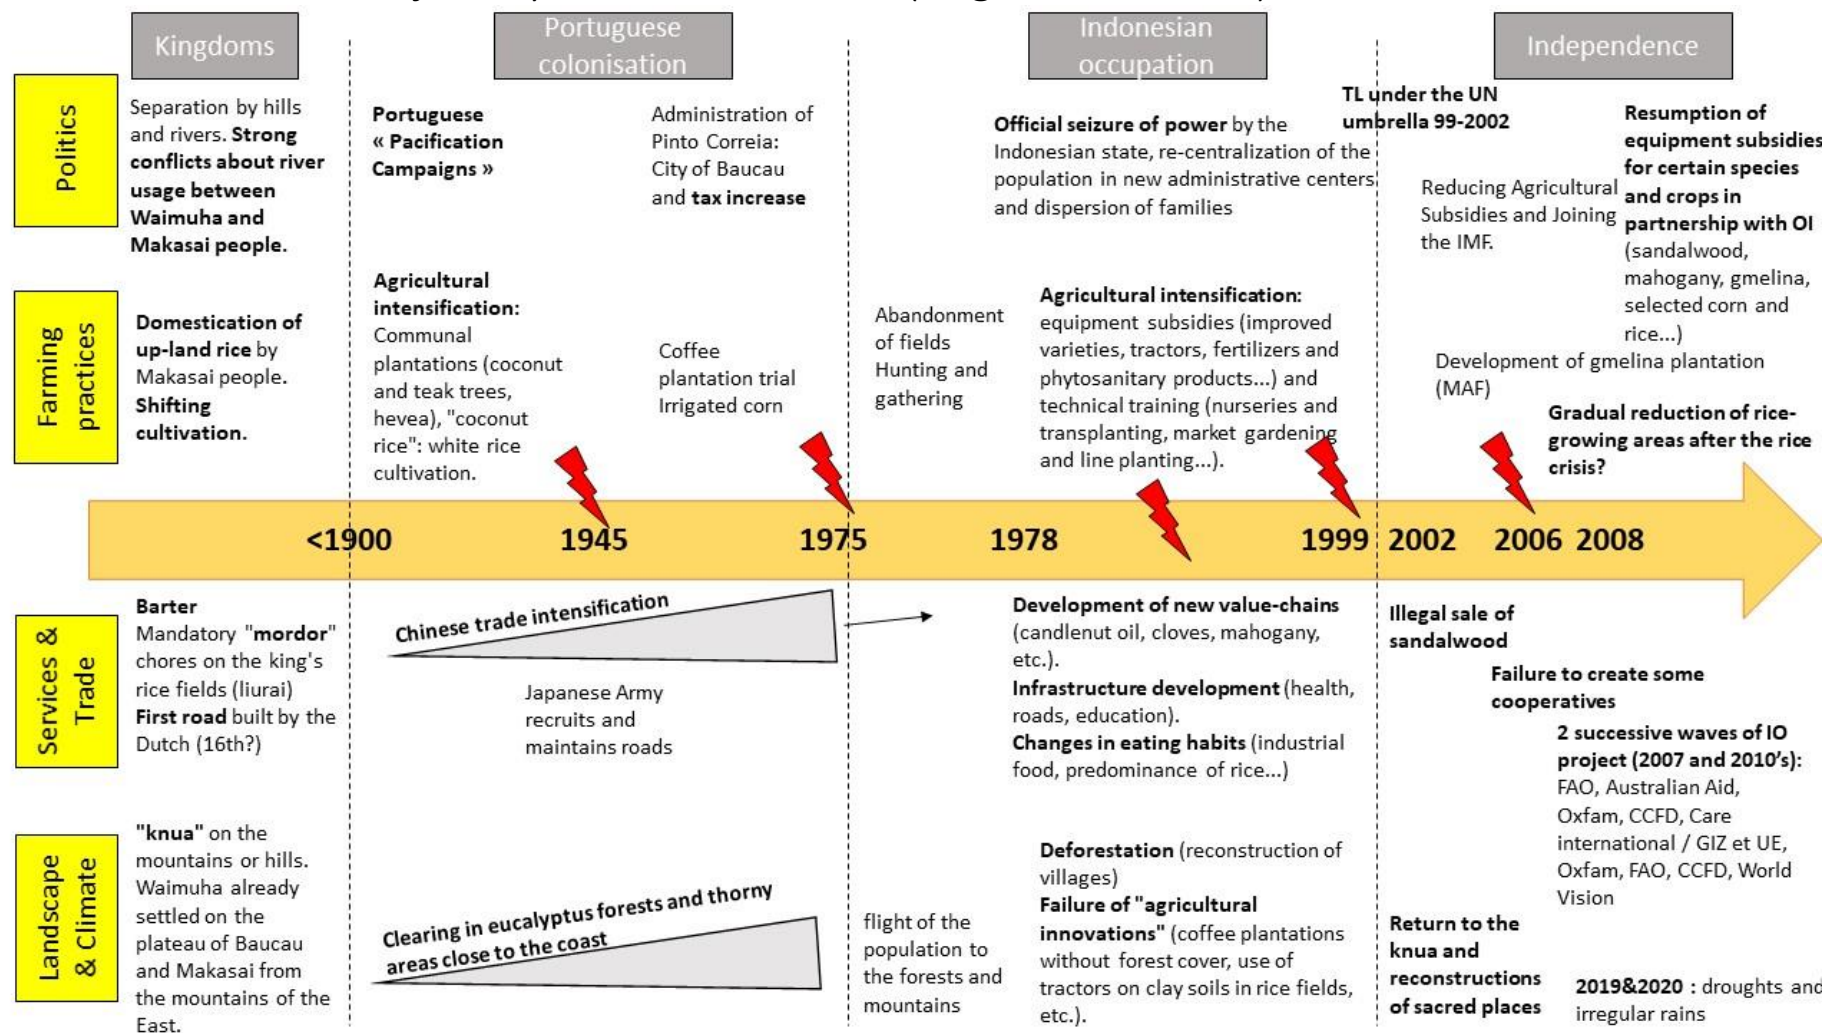 Kingdoms
Portuguese
colonisation
Indonesian
occupation
Independence
Politics
Separation by hills
and rivers. Strong
conflicts about river
usage between
Waimuha and
Makasai people.
Portuguese
« Pacification
Campaigns »
Administration of
Pinto Correia:
City of Baucau
and tax increase
Official seizure of power by the
Indonesian state, re-centralization of the
population in new administrative centers
and dispersion of families
TL under the UN
umbrella 99-2002
Reducing Agricultural
Subsidies and Joining
the IMF.
Resumption of
equipment subsidies
for certain species
and crops in
partnership with OI
(sandalwood,
mahogany, gmelina,
selected corn and
rice...)
Farming
practices
Domestication of
up-land rice by
Makasai people.
Shifting
cultivation.
Agricultural
intensification:
Communal
plantations (coconut
and teak trees,
hevea), "coconut
rice": white rice
cultivation.
Coffee
plantation trial
Irrigated corn
Abandonment
of fields
Hunting and
gathering
Agricultural intensification:
equipment subsidies (improved
varieties, tractors, fertilizers and
phytosanitary products...) and
technical training (nurseries and
transplanting, market gardening
and line planting...).
Development of gmelina plantation
(MAF)
Gradual reduction of rice-
growing areas after the rice
crisis?
<1900
1945
1975
1978
1999
2002
2006
2008
Services &
Trade
Barter
Mandatory "mordor"
chores on the king's
rice fields (liurai)
First road built by the
Dutch (16th?)
Chinese trade intensification
Japanese Army
recruits and
maintains roads
Development of new value-chains
(candlenut oil, cloves, mahogany,
etc.).
Infrastructure development (health,
roads, education).
Changes in eating habits (industrial
food, predominance of rice...)
Illegal sale of
sandalwood
Failure to create some
cooperatives
2 successive waves of IO
project (2007 and 2010's):
FAO, Australian Aid,
Oxfam, CCFD, Care
international / GIZ et UE,
Oxfam, FAO, CCFD, World
Vision
Landscape
& Climate
"knua" on the
mountains or hills.
Waimuha already
settled on the
plateau of Baucau
and Makasai from
the mountains of the
East.
Clearing in eucalyptus forests and thorny
areas close to the coast
flight of the
population to
the forests and
mountains
Deforestation (reconstruction of
villages)
Failure of "agricultural
innovations" (coffee plantations
without forest cover, use of
tractors on clay soils in rice fields,
etc.).
Return to the
knua and
reconstructions
of sacred places
2019&2020 : droughts and
irregular rains